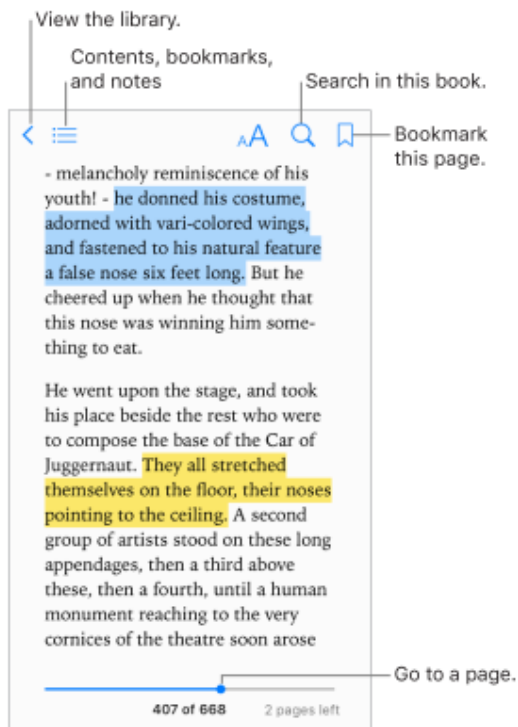 View the library.
Contents, bookmarks,
and notes
Search in this book.
AA
Bookmark
this page.
- melancholy reminiscence of his
youth! - he donned his costume,
adorned with vari-colored wings,
and fastened to his natural feature
a false nose six feet long. But he
cheered up when he thought that
this nose was winning him some-
thing to eat.
He went upon the stage, and took
his place beside the rest who were
to compose the base of the Car of
Juggernaut. They all stretched
themselves on the floor, their noses
pointing to the ceiling. A second
group of artists stood on these long
appendages, then a third above
these, then a fourth, until a human
monument reaching to the very
cornices of the theatre soon arose
Go to a page.
407 of 668
2 pages left